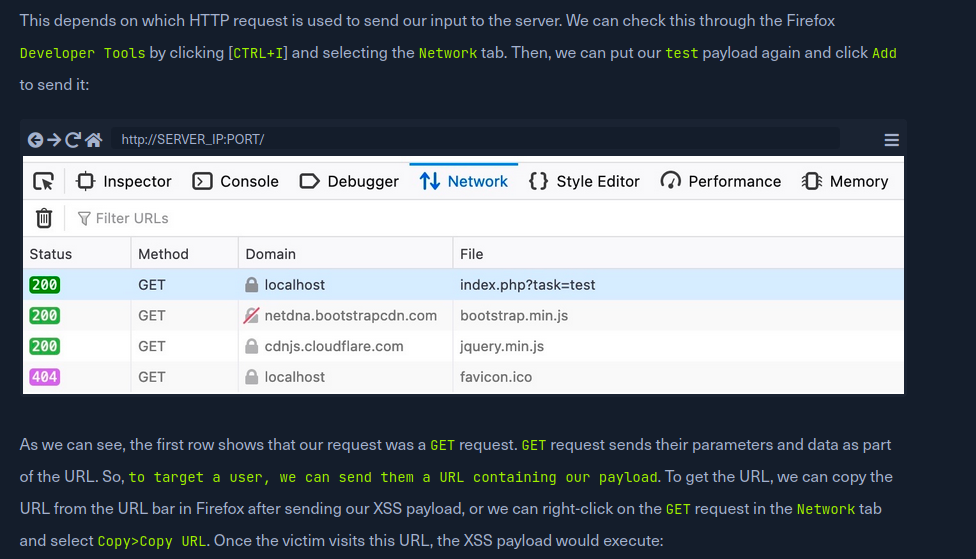 This depends on which HTTP request is used to send our input to the server. We can check this through the Firefox
Developer Tools by clicking [CTRL+I] and selecting the Network tab. Then, we can put our test payload again and click Add
to send it:
http://SERVER_IP:PORT/
Inspector Console Debugger Network Style Editor Performance Memory
Filter URLs
Status Method Domain File
200 GET localhost index.php?task=test
200 GET netdna.bootstrapcdn.com bootstrap.min.js
200 GET cdnjs.cloudflare.com jquery.min.js
404 GET localhost favicon.ico
As we can see, the first row shows that our request was a GET request. GET request sends their parameters and data as part
of the URL. So, to target a user, we can send them a URL containing our payload. To get the URL, we can copy the
URL from the URL bar in Firefox after sending our XSS payload, or we can right-click on the GET request in the Network tab
and select Copy>Copy URL. Once the victim visits this URL, the XSS payload would execute: